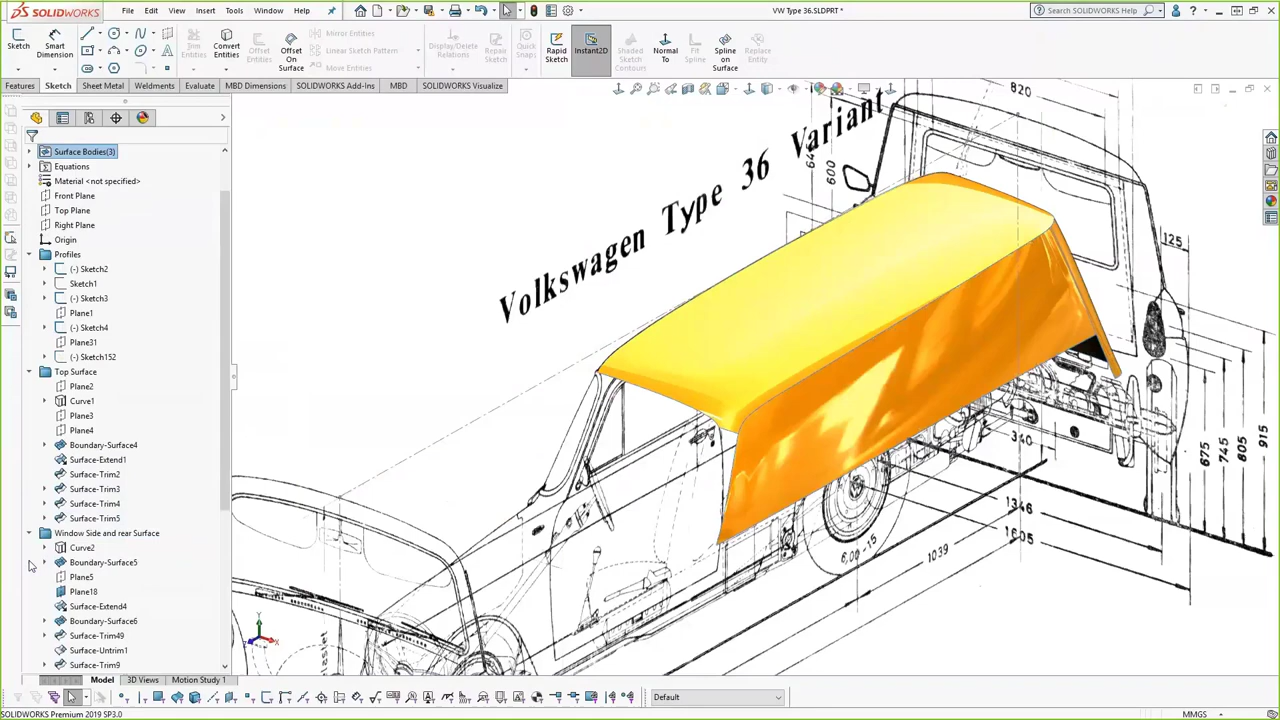 SOLIDWORKS
File Edit View Insert Tools Window Help
VW Type 36.SLDPRT *
Search SOLIDWORKS Help
Sketch
Smart Dimension
Trim Entities
Convert Entities
Offset Entities
Offset On Surface
Mirror Entities
Linear Sketch Pattern
Move Entities
Display/Delete Relations
Repair Sketch
Quick Snaps
Rapid Sketch
Instant2D
Shaded Sketch Contours
Normal To
Fit Spline
Spline on Surface
Replace Entity
Features Sketch Sheet Metal Weldments Evaluate MBD Dimensions SOLIDWORKS Add-Ins MBD SOLIDWORKS Visualize
Surface Bodies(3)
Equations
Material <not specified>
Front Plane
Top Plane
Right Plane
Origin
Profiles
(-) Sketch2
Sketch1
(-) Sketch3
Plane1
(-) Sketch4
Plane31
(-) Sketch152
Top Surface
Plane2
Curve1
Plane3
Plane4
Boundary-Surface4
Surface-Extend1
Surface-Trim2
Surface-Trim3
Surface-Trim4
Surface-Trim5
Window Side and rear Surface
Curve2
Boundary-Surface5
Plane5
Plane18
Surface-Extend4
Boundary-Surface6
Surface-Trim49
Surface-Untrim1
Surface-Trim9
Volkswagen Type 36 Variant
820
600
125
340
1346
1605
1039
6,00-15
675
745
805
915
Y
X
Z
Model 3D Views Motion Study 1
Default
SOLIDWORKS Premium 2019 SP3.0
MMGS